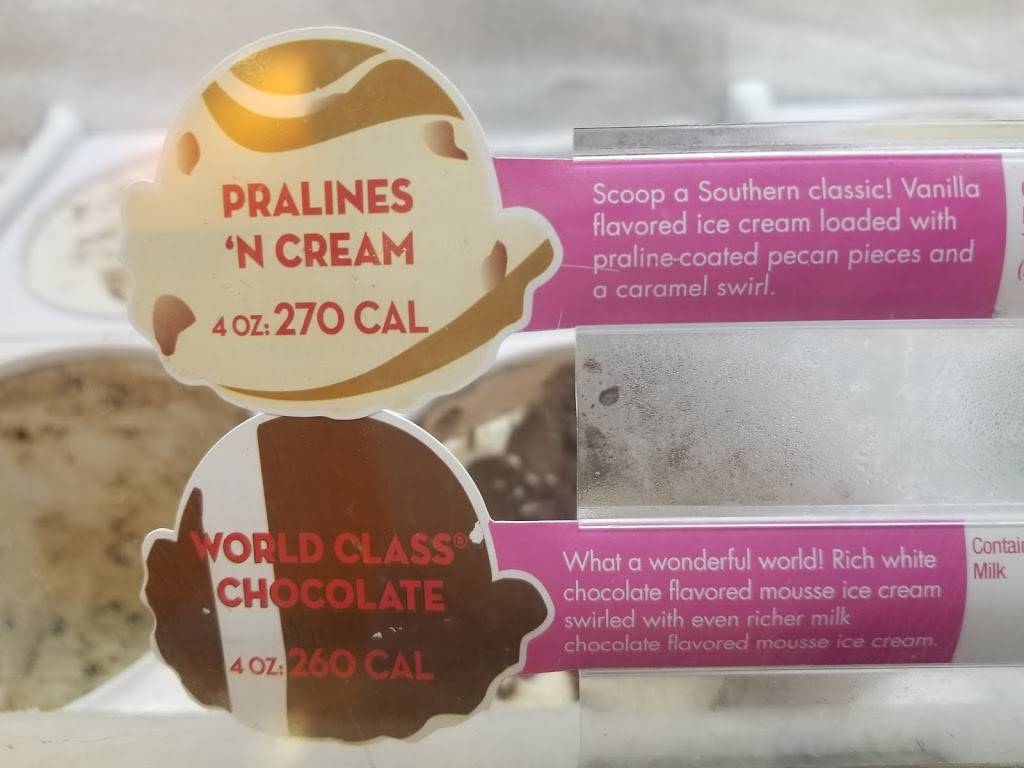 PRALINES
'N CREAM
4 OZ: 270 CAL
Scoop a Southern classic! Vanilla
flavored ice cream loaded with
praline-coated pecan pieces and
a caramel swirl.
WORLD CLASS®
CHOCOLATE
4 OZ: 260 CAL
What a wonderful world! Rich white
chocolate flavored mousse ice cream
swirled with even richer milk
chocolate flavored mousse ice cream.
Milk